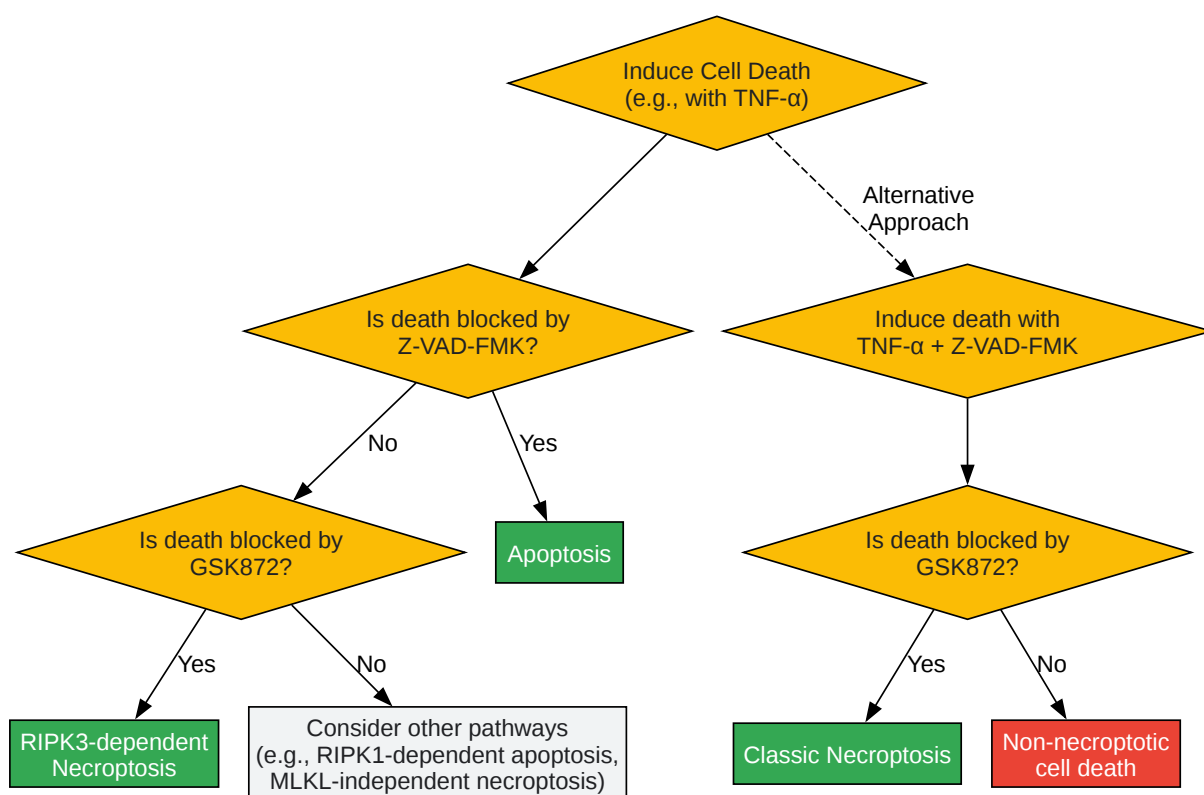 Induce Cell Death
(e.g., with TNF-α)
Alternative
Approach
Is death blocked by
Z-VAD-FMK?
Induce death with
TNF-α + Z-VAD-FMK
No
Yes
Is death blocked by
GSK872?
Apoptosis
Is death blocked by
GSK872?
Yes
No
Yes
No
RIPK3-dependent
Necroptosis
Consider other pathways
(e.g., RIPK1-dependent apoptosis,
MLKL-independent necroptosis)
Classic Necroptosis
Non-necroptotic
cell death